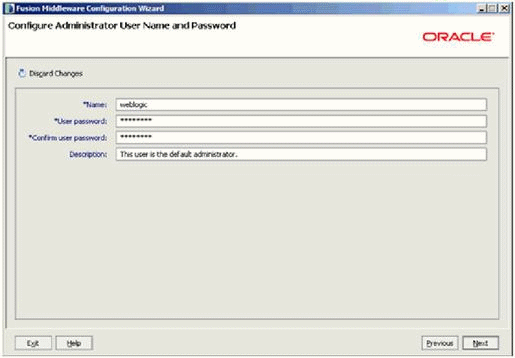 Fusion Middleware Configuration Wizard
Configure Administrator User Name and Password
ORACLE
Discard Changes
*Name: weblogic
*User password: ********
*Confirm user password: ********
Description: This user is the default administrator.
Exit Help Previous Next